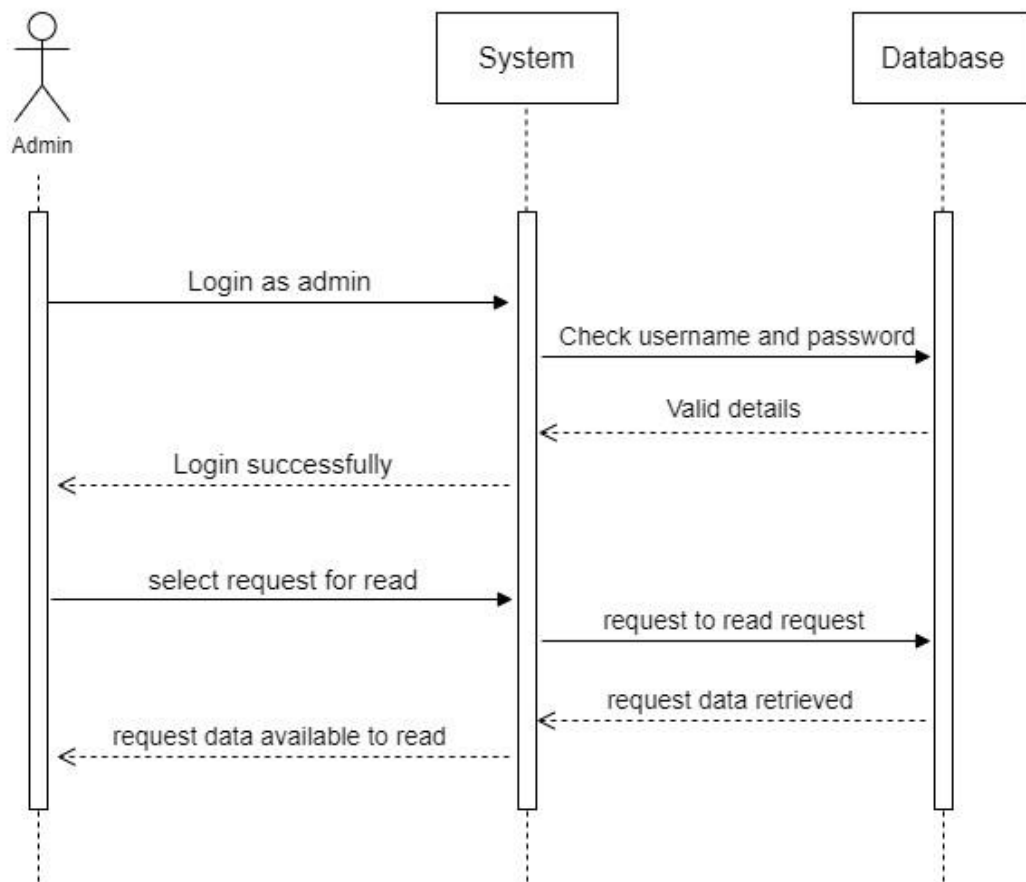 System
Database
Admin
Login as admin
Check username and password
Valid details
Login successfully
select request for read
request to read request
request data retrieved
request data available to read